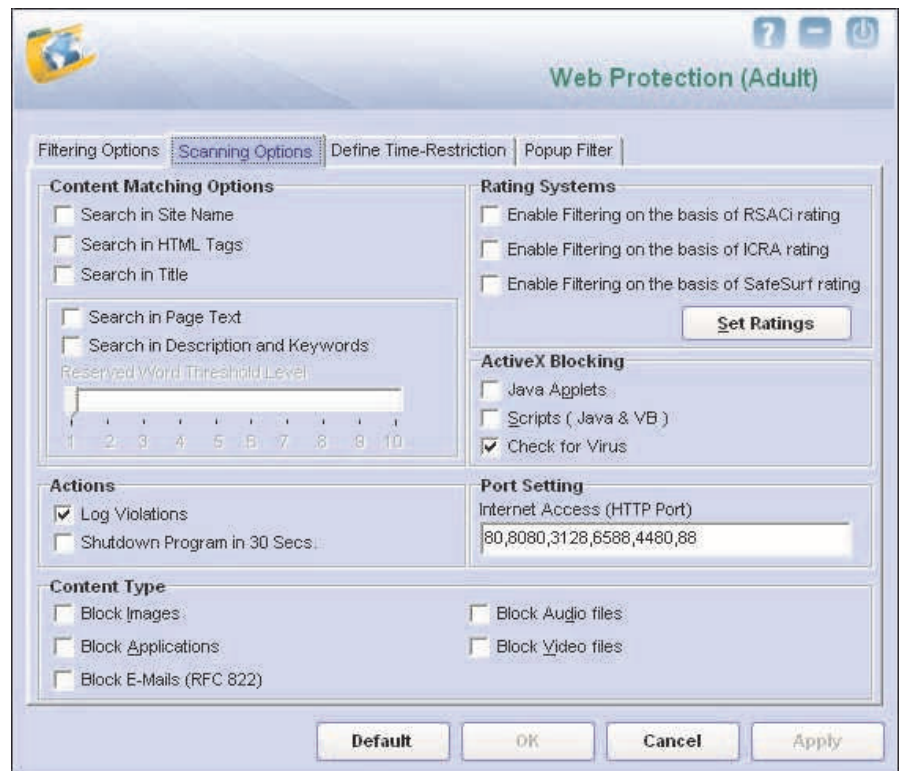 ?
Web Protection (Adult)
Filtering Options Scanning Options Define Time-Restriction Popup Filter
Content Matching Options
Search in Site Name
Search in HTML Tags
Search in Title
Search in Page Text
Search in Description and Keywords
Reserved Word Threshold Level
1 2 3 4 5 6 7 8 9 10
Rating Systems
Enable Filtering on the basis of RSACi rating
Enable Filtering on the basis of ICRA rating
Enable Filtering on the basis of SafeSurf rating
Set Ratings
ActiveX Blocking
Java Applets
Scripts ( Java & VB )
Check for Virus
Actions
Log Violations
Shutdown Program in 30 Secs.
Port Setting
Internet Access (HTTP Port)
80,8080,3128,6588,4480,88
Content Type
Block Images
Block Applications
Block E-Mails (RFC 822)
Block Audio files
Block Video files
Default OK Cancel Apply